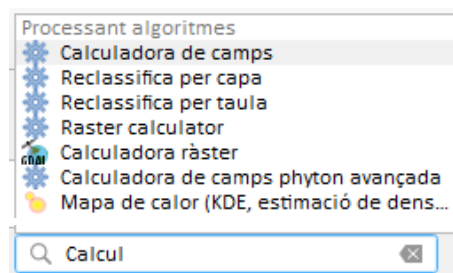 Processant algoritmes
Calculadora de camps
Reclassifica per capa
Reclassifica per taula
Raster calculator
GDAL
Calculadora ràster
Calculadora de camps phyton avançada
Mapa de calor (KDE, estimació de dens...
Calcul